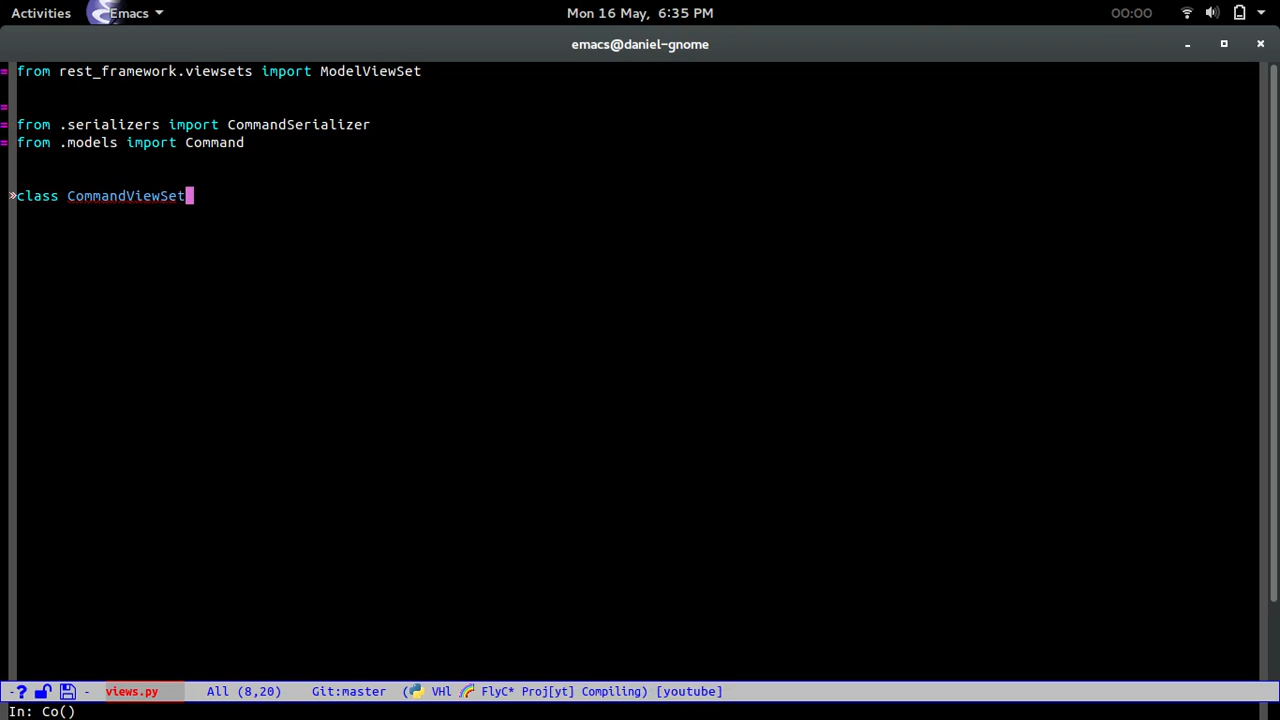 Activities Emacs Mon 16 May, 6:35 PM 00:00
emacs@daniel-gnome
from rest_framework.viewsets import ModelViewSet
from .serializers import CommandSerializer
from .models import Command
class CommandViewSet
-? - views.py All (8,20) Git:master ( VHl FlyC* Proj[yt] Compiling) [youtube]
In: Co()